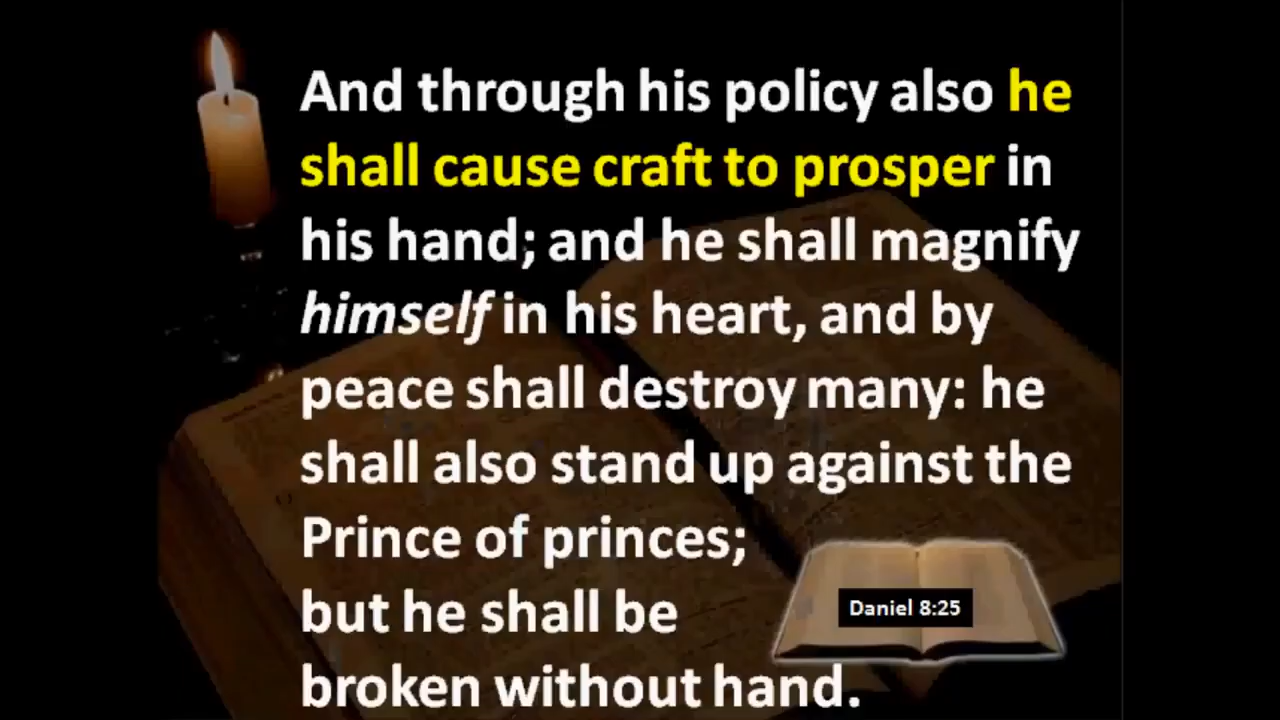 And through his policy also he
shall cause craft to prosper in
his hand; and he shall magnify
himself in his heart, and by
peace shall destroy many: he
shall also stand up against the
Prince of princes;
but he shall be
broken without hand.
Daniel 8:25